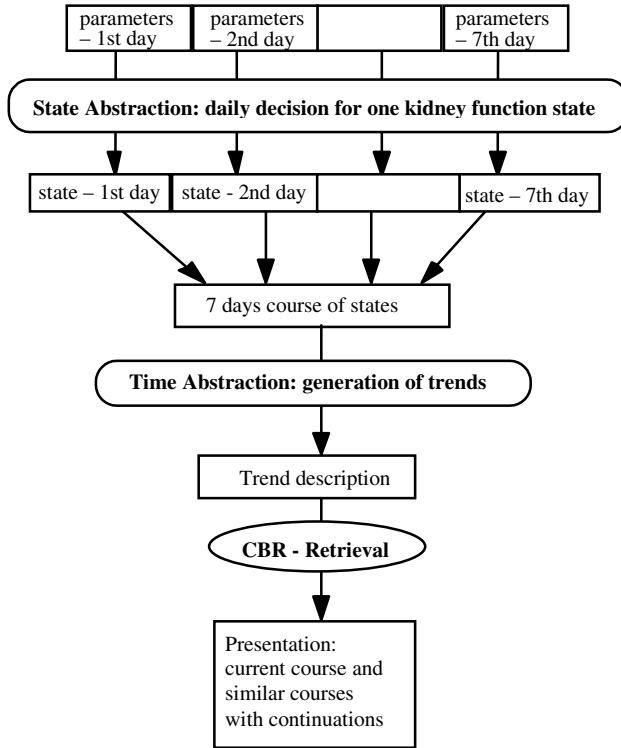 parameters
– 1st day
parameters
– 2nd day
parameters
– 7th day
State Abstraction: daily decision for one kidney function state
state – 1st day
state - 2nd day
state – 7th day
7 days course of states
Time Abstraction: generation of trends
Trend description
CBR - Retrieval
Presentation:
current course and
similar courses
with continuations